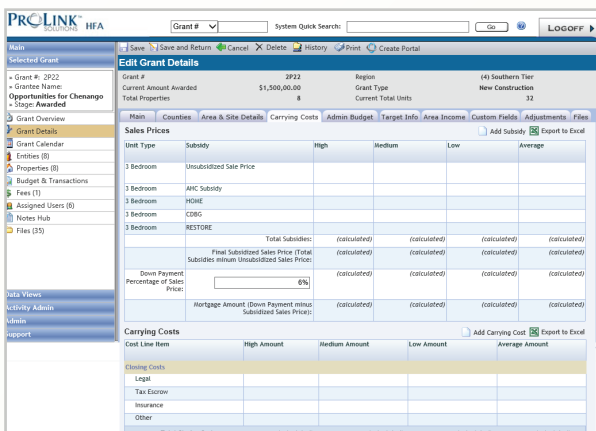 PROLINK SOLUTIONS HFA
Grant # System Quick Search: Go LOGOFF
Main
Selected Grant
» Grant #: 2P22
» Grantee Name:
Opportunities for Chenango
» Stage: Awarded
Grant Overview
Grant Details
Grant Calendar
Entities (8)
Properties (8)
Budget & Transactions
Fees (1)
Assigned Users (6)
Notes Hub
Files (35)
Data Views
Activity Admin
Admin
Support
Save Save and Return Cancel Delete History Print Create Portal
Edit Grant Details
Grant # 2P22 Region (4) Southern Tier
Current Amount Awarded $1,500,00.00 Grant Type New Construction
Total Properties 8 Current Total Units 32
Main Counties Area & Site Details Carrying Costs Admin Budget Target Info Area Income Custom Fields Adjustments Files
Sales Prices Add Subsidy Export to Excel
Unit Type Subsidy High Medium Low Average
3 Bedroom Unsubsidized Sale Price
3 Bedroom AHC Subsidy
3 Bedroom HOME
3 Bedroom CDBG
3 Bedroom RESTORE
Total Subsidies: (calculated) (calculated) (calculated) (calculated)
Final Subsidized Sales Price (Total (calculated) (calculated) (calculated) (calculated)
Subsidies minum Unsubsidized Sales Price:
Down Payment (calculated) (calculated) (calculated) (calculated)
Percentage of Sales 6%
Price:
Mortgage Amount (Down Payment minus (calculated) (calculated) (calculated) (calculated)
Subsidized Sales Price):
Carrying Costs Add Carrying Cost Export to Excel
Cost Line Item High Amount Medium Amount Low Amount Average Amount
Closing Costs
Legal
Tax Escrow
Insurance
Other